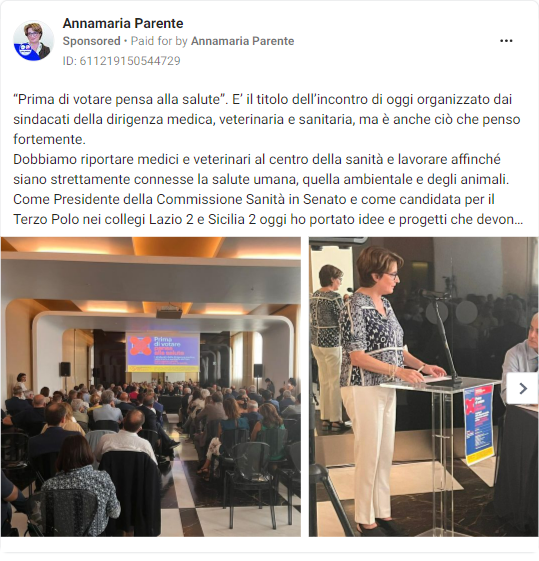 Annamaria Parente
Sponsored • Paid for by Annamaria Parente
ID: 611219150544729
“Prima di votare pensa alla salute”. E’ il titolo dell’incontro di oggi organizzato dai
sindacati della dirigenza medica, veterinaria e sanitaria, ma è anche ciò che penso
fortemente.
Dobbiamo riportare medici e veterinari al centro della sanità e lavorare affinché
siano strettamente connesse la salute umana, quella ambientale e degli animali.
Come Presidente della Commissione Sanità in Senato e come candidata per il
Terzo Polo nei collegi Lazio 2 e Sicilia 2 oggi ho portato idee e progetti che devon...
Prima
di votare
pensa
alla salute